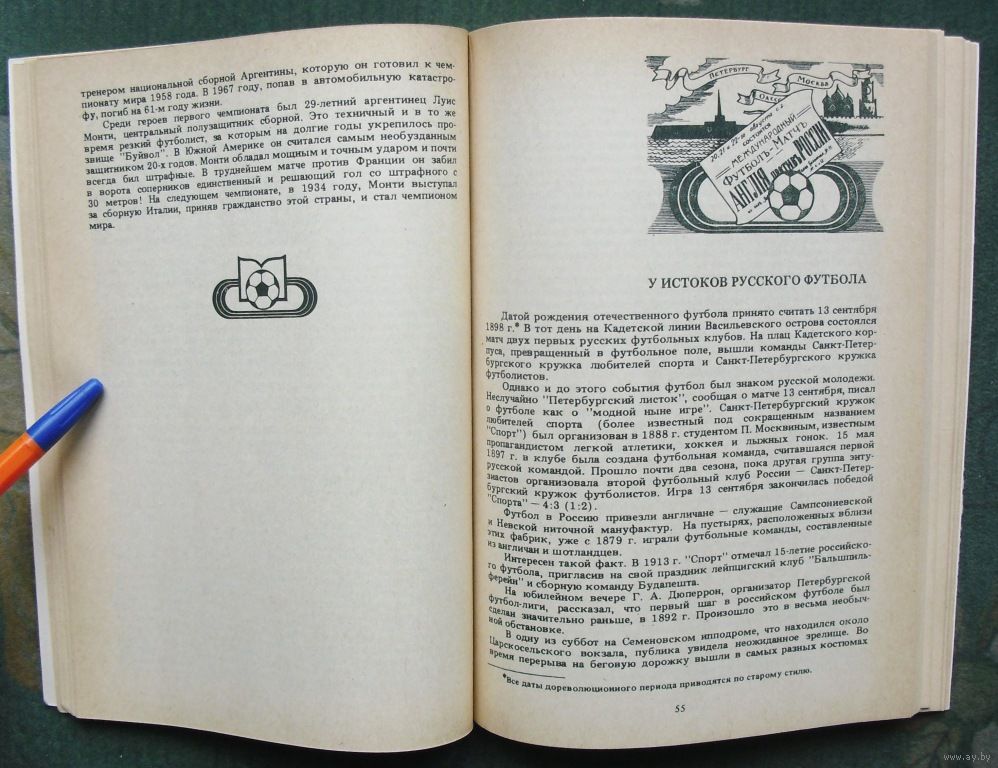 тренером национальной сборной Аргентины, которую он готовил к чем-
пионату мира 1958 года. В 1967 году, попав в автомобильную катастро-
фу, погиб на 61-м году жизни.
Среди героев первого чемпионата был 29-летний аргентинец Луис
Монти, центральный полузащитник сборной. Это техничный и в то же
время резкий футболист, за которым на долгие годы укрепилось про-
звище "Буйвол". В Южной Америке он считался самым необузданным
защитником 20-х годов. Монти обладал мощным и точным ударом и почти
всегда бил штрафные. В труднейшем матче против Франции он забил
в ворота соперников единственный и решающий гол со штрафного с
30 метров! На следующем чемпионате, в 1934 году, Монти выступал
за сборную Италии, приняв гражданство этой страны, и стал чемпионом
мира.
Петербург
Москва
Одесса
20, 21 и 22-го августа с.г.
состоятся
международный
футболъ-матчъ
Англiя противъ России
У ИСТОКОВ РУССКОГО ФУТБОЛА
Датой рождения отечественного футбола принято считать 13 сентября
1898 г.* В тот день на Кадетской линии Васильевского острова состоялся
матч двух первых русских футбольных клубов. На плац Кадетского кор-
пуса, превращенный в футбольное поле, вышли команды Санкт-Петер-
бургского кружка любителей спорта и Санкт-Петербургского кружка
футболистов.
Однако и до этого события футбол был знаком русской молодежи.
Неслучайно "Петербургский листок", сообщая о матче 13 сентября, писал
о футболе как о "модной ныне игре". Санкт-Петербургский кружок
любителей спорта (более известный под сокращенным названием
"Спорт") был организован в 1888 г. студентом П. Москвиным, известным
пропагандистом легкой атлетики, хоккея и лыжных гонок. 15 мая
1897 г. в клубе была создана футбольная команда, считавшаяся первой
русской командой. Прошло почти два сезона, пока другая группа энту-
зиастов организовала второй футбольный клуб России — Санкт-Петер-
бургский кружок футболистов. Игра 13 сентября закончилась победой
"Спорта" — 4:3 (1:2).
Футбол в Россию привезли англичане — служащие Сампсониевской
и Невской ниточной мануфактур. На пустырях, расположенных вблизи
этих фабрик, уже с 1879 г. играли футбольные команды, составленные
из англичан и шотландцев.
Интересен такой факт. В 1913 г. "Спорт" отмечал 15-летие российско-
го футбола, пригласив на свой праздник лейпцигский клуб "Бальшпиль-
ферейн" и сборную команду Будапешта.
На юбилейном вечере Г. А. Дюперрон, организатор Петербургской
футбол-лиги, рассказал, что первый шаг в российском футболе был
сделан значительно раньше, в 1892 г. Произошло это в весьма необыч-
ной обстановке.
В одну из суббот на Семеновском ипподроме, что находился около
Царскосельского вокзала, публика увидела неожиданное зрелище. Во
время перерыва на беговую дорожку вышли в самых разных костюмах
*Все даты дореволюционного периода приводятся по старому стилю.
55
www.ay.by